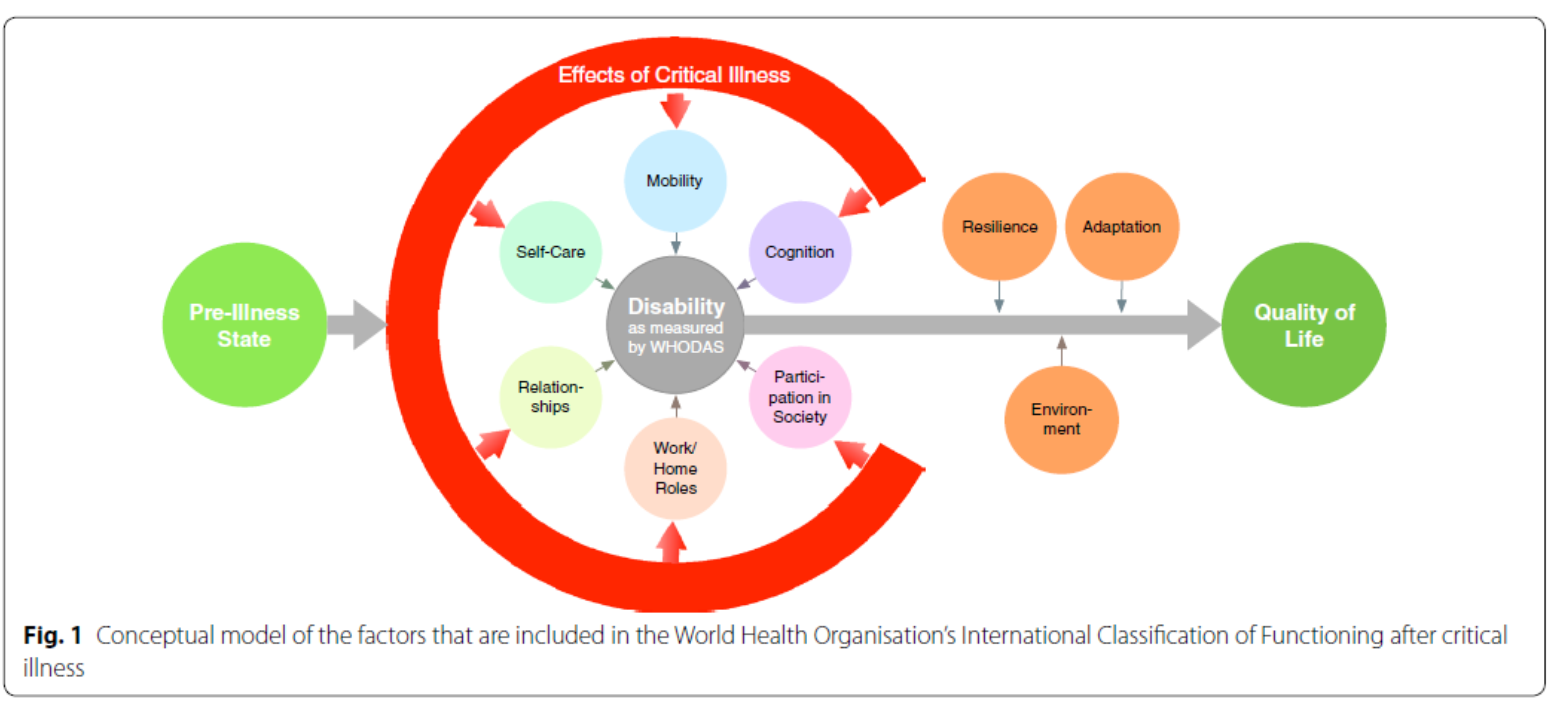 Effects of Critical Illness
Mobility
Self-Care
Cognition
Resilience
Adaptation
Pre-Illness
State
Disability
as measured
by WHODAS
Quality of
Life
Relation-
ships
Partici-
pation in
Society
Environ-
ment
Work/
Home
Roles
Fig. 1 Conceptual model of the factors that are included in the World Health Organisation's International Classification of Functioning after critical
illness